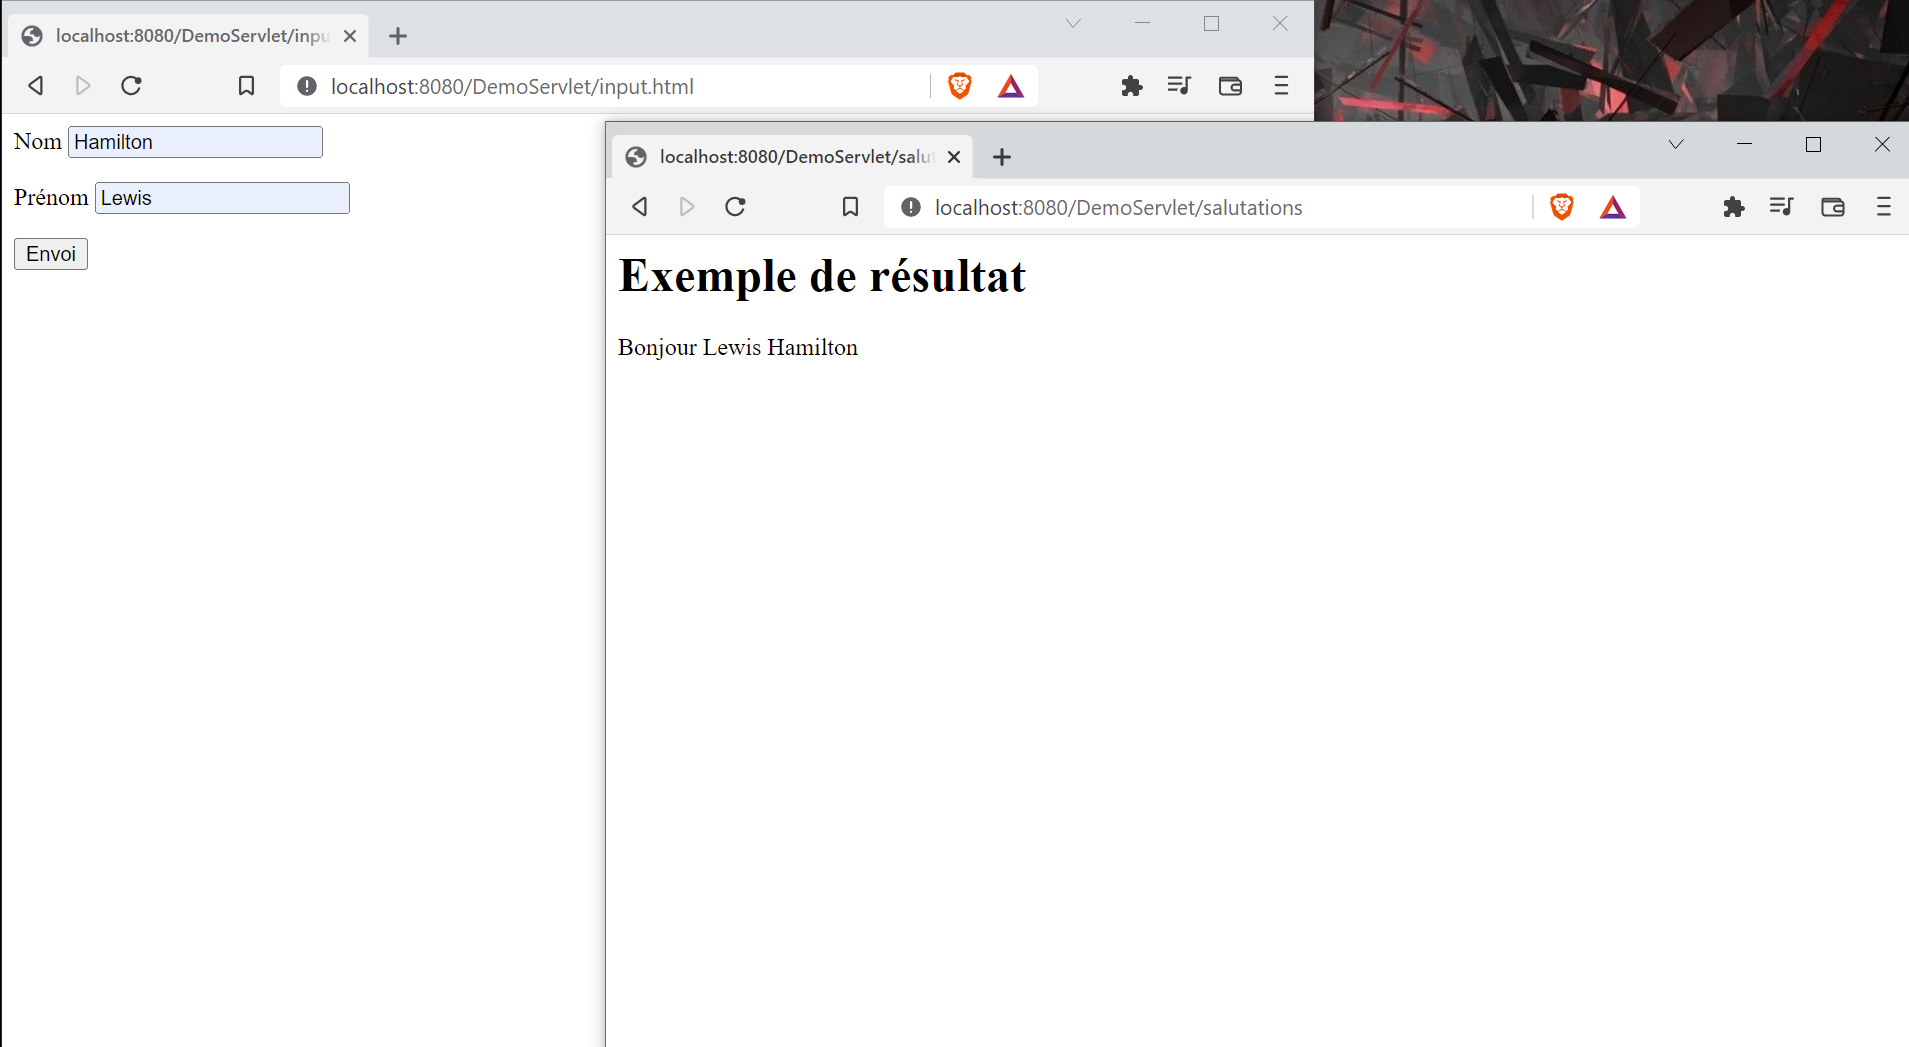 localhost:8080/DemoServlet/inpu
localhost:8080/DemoServlet/input.html
Nom Hamilton
Prénom Lewis
Envoi
localhost:8080/DemoServlet/salut
localhost:8080/DemoServlet/salutations
Exemple de résultat
Bonjour Lewis Hamilton